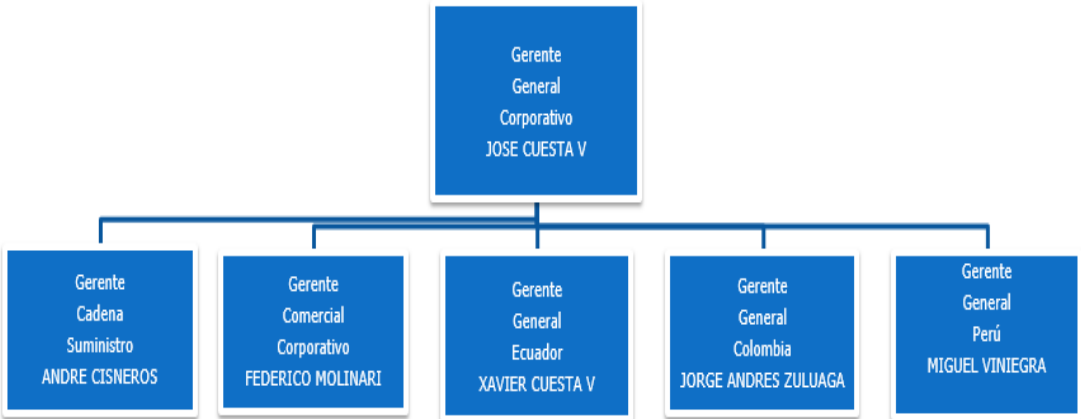 Gerente
General
Corporativo
JOSE CUESTA V
Gerente
Cadena
Suministro
ANDRE CISNEROS
Gerente
Comercial
Corporativo
FEDERICO MOLINARI
Gerente
General
Ecuador
XAVIER CUESTA V
Gerente
General
Colombia
JORGE ANDRES ZULUAGA
Gerente
General
Perú
MIGUEL VINIEGRA